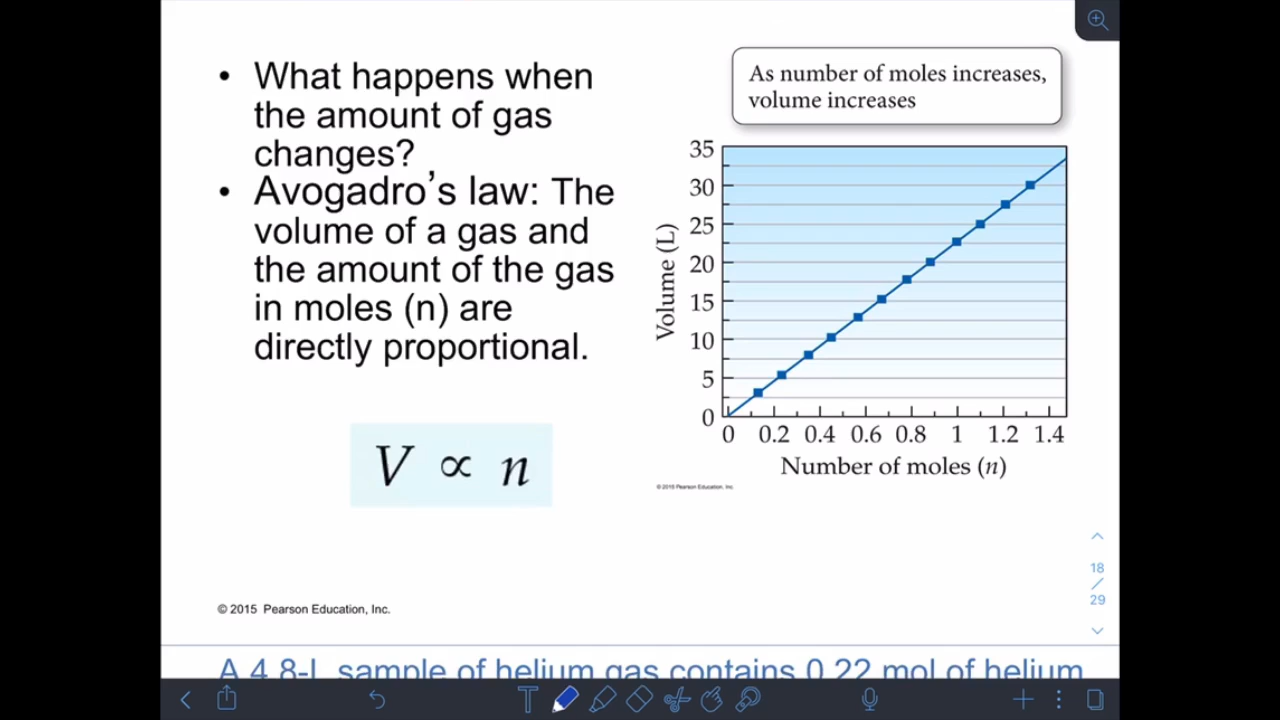 • What happens when
the amount of gas
changes?
• Avogadro’s law: The
volume of a gas and
the amount of the gas
in moles (n) are
directly proportional.
V ∝ n
As number of moles increases,
volume increases
35
30
25
20
15
10
5
0
Volume (L)
0 0.2 0.4 0.6 0.8 1 1.2 1.4
Number of moles (n)
© 2015 Pearson Education, Inc.
18
/
29
© 2015 Pearson Education, Inc.
A 4.8-L sample of helium gas contains 0.22 mol of helium
T